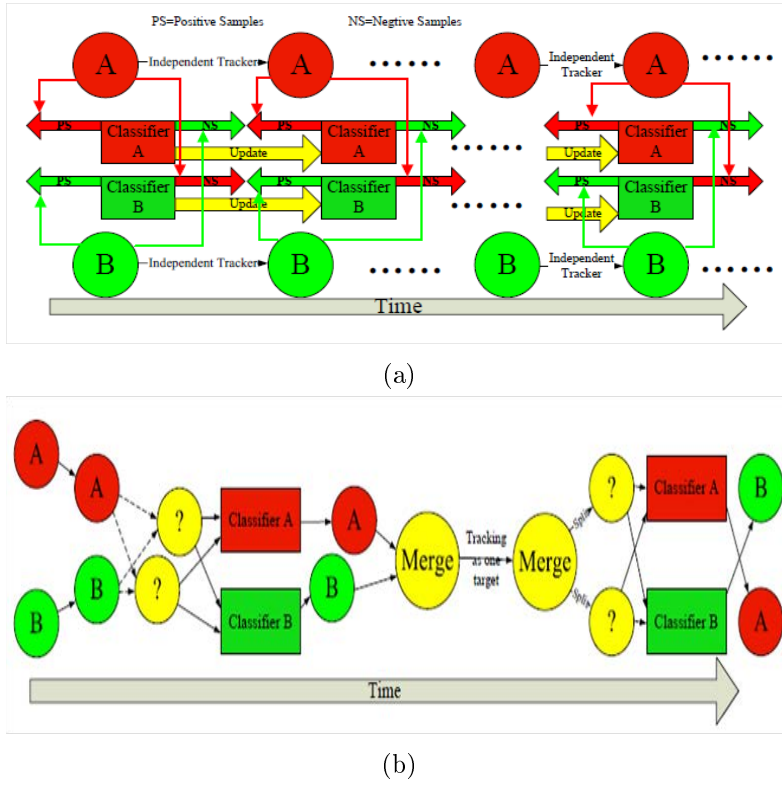 PS=Positive Samples NS=Negtive Samples
A Independent Tracker A •••••• A Independent Tracker A ••••••
PS Classifier A NS PS Classifier A NS PS Classifier A NS
Update •••••• Update
PS Classifier B NS PS Classifier B NS PS Classifier B NS
Update •••••• Update
B Independent Tracker B •••••• B Independent Tracker B ••••••
Time
(a)
A A ? Classifier A A Merge Tracking as one target Merge Split ? Classifier A B
B B ? Classifier B B Split ? Classifier B A
Time
(b)